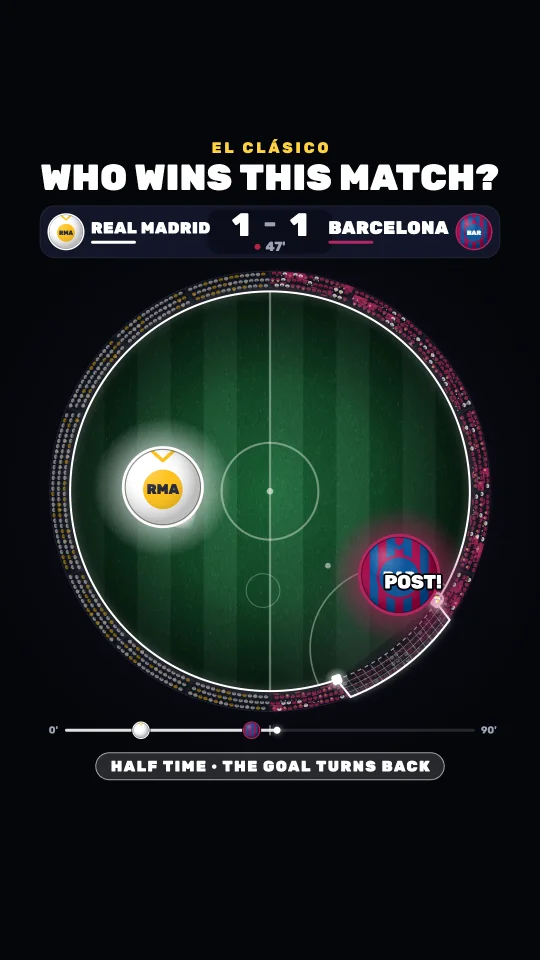 EL CLÁSICO
WHO WINS THIS MATCH?
RMA REAL MADRID 1 - 1 BARCELONA BAR
47'
RMA
POST!
0' 90'
HALF TIME • THE GOAL TURNS BACK